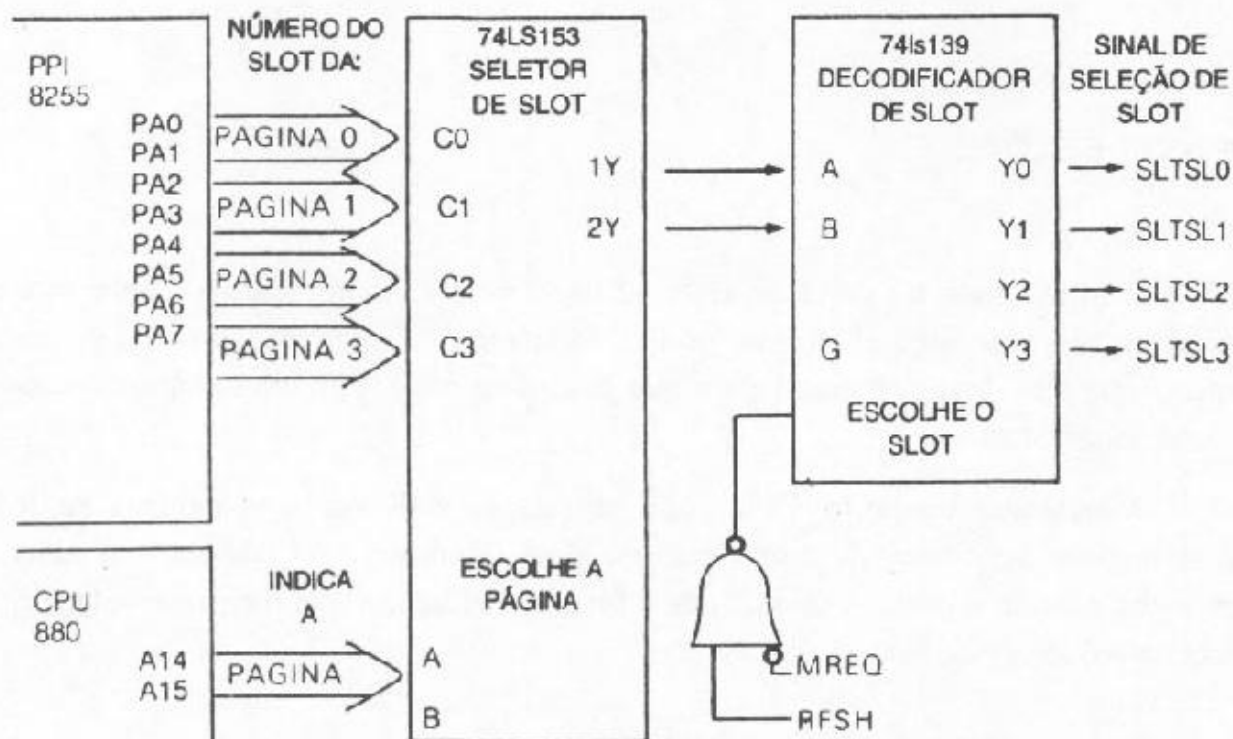 PPI
8255
PA0
PA1
PA2
PA3
PA4
PA5
PA6
PA7
NÚMERO DO
SLOT DA:
PAGINA 0
PAGINA 1
PAGINA 2
PAGINA 3
74LS153
SELETOR
DE SLOT
C0
C1
C2
C3
1Y
2Y
ESCOLHE A
PÁGINA
A
B
74ls139
DECODIFICADOR
DE SLOT
A
B
G
Y0
Y1
Y2
Y3
ESCOLHE O
SLOT
SINAL DE
SELEÇÃO DE
SLOT
SLTSL0
SLTSL1
SLTSL2
SLTSL3
CPU
880
A14
A15
INDICA
A
PAGINA
MREQ
RFSH